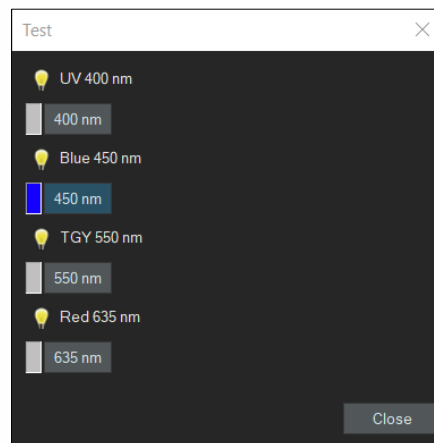 Test
UV 400 nm
400 nm
Blue 450 nm
450 nm
TGY 550 nm
550 nm
Red 635 nm
635 nm
Close